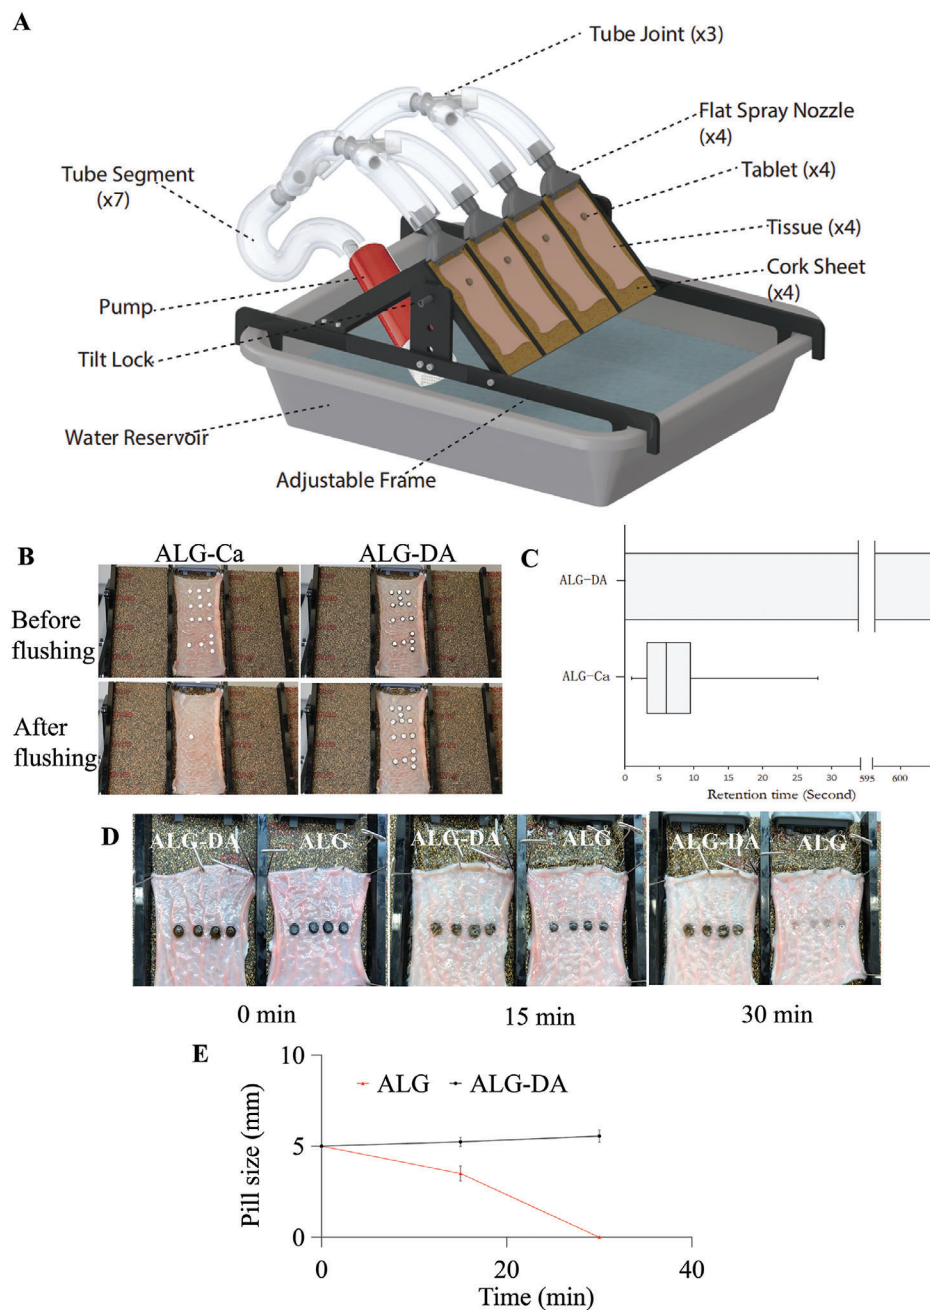 A
Tube Joint (x3)
Flat Spray Nozzle
(x4)
Tube Segment
(x7)
Tablet (x4)
Tissue (x4)
Cork Sheet
(x4)
Pump
Tilt Lock
Water Reservoir
Adjustable Frame
B
ALG-Ca
ALG-DA
Before
flushing
After
flushing
C
ALG-DA
ALG-Ca
0 5 10 15 20 25 30 595 600
Retention time (Second)
D
ALG-DA ALG
ALG-DA ALG
ALG-DA ALG
0 min
15 min
30 min
E
10
ALG
ALG-DA
Pill size (mm)
5
0
0 20 40
Time (min)